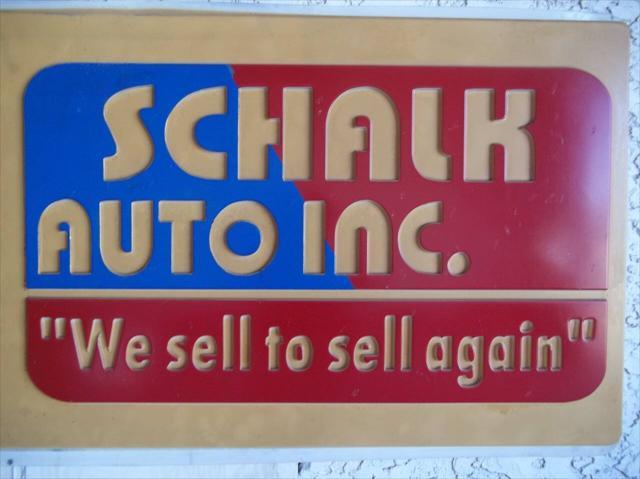 SCHALK
AUTO INC.
"We sell to sell again"